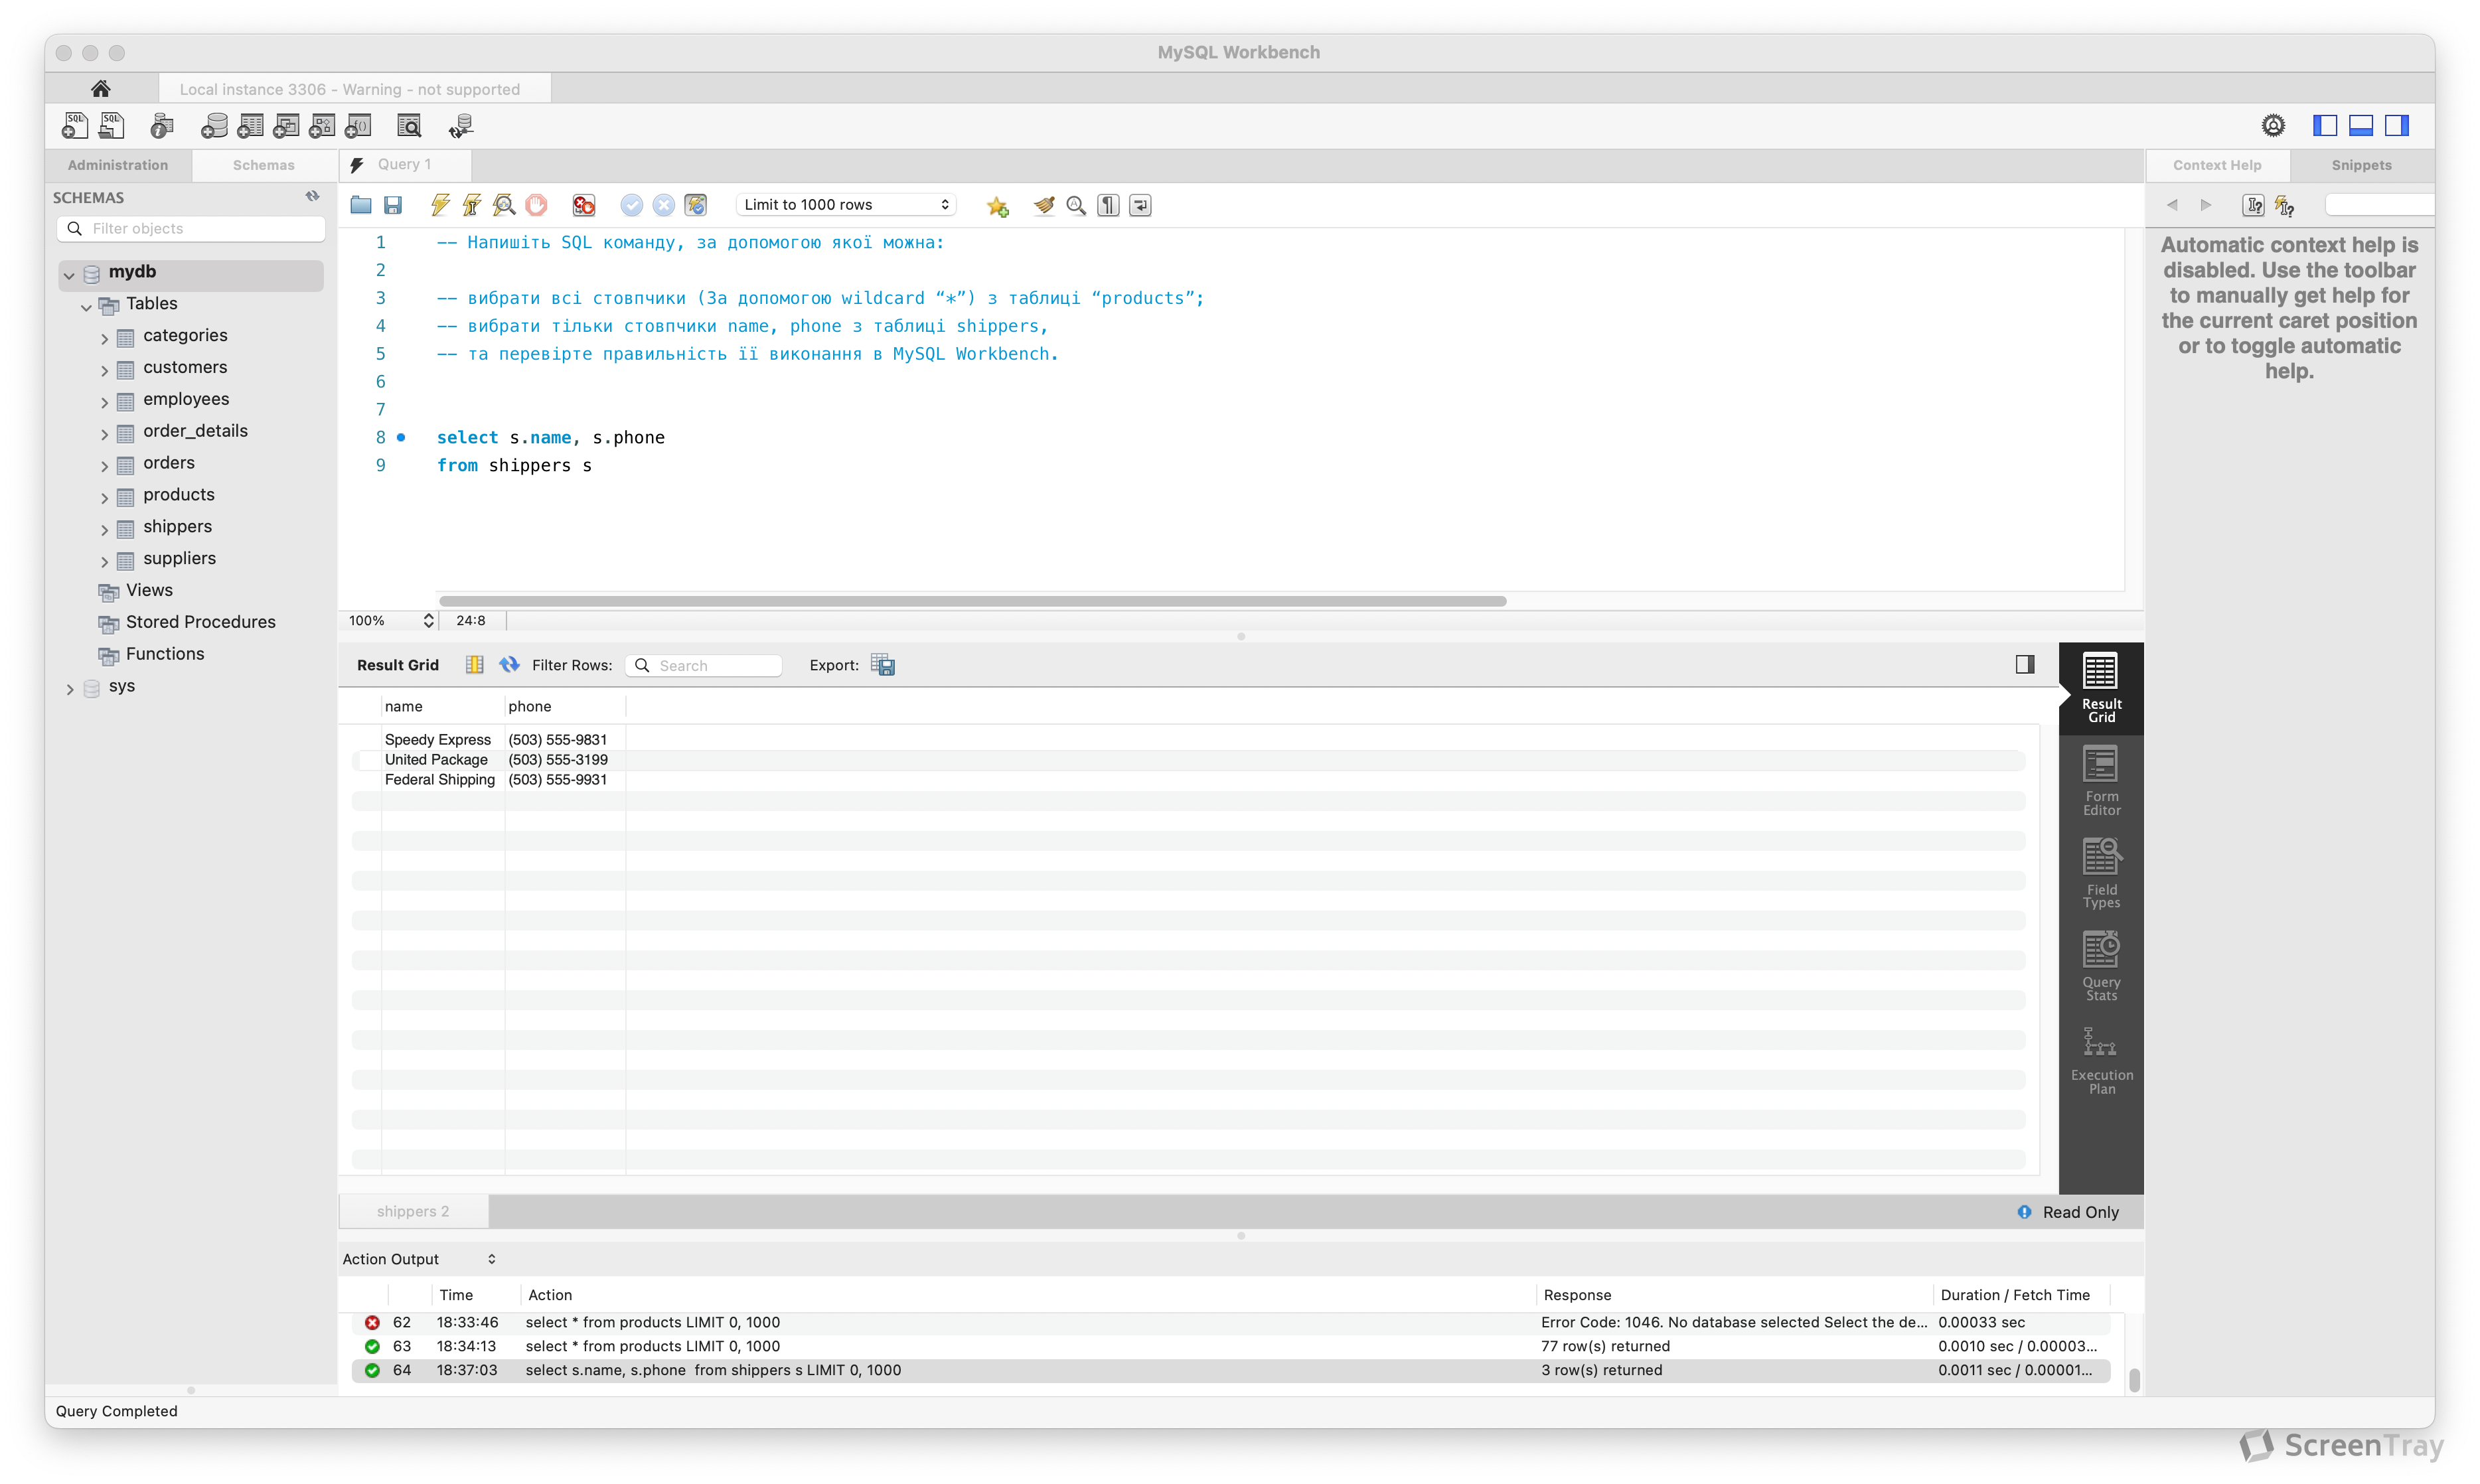 MySQL Workbench
Local instance 3306 - Warning - not supported
SQL SQL
Administration Schemas
SCHEMAS
Filter objects
mydb
Tables
categories
customers
employees
order_details
orders
products
shippers
suppliers
Views
Stored Procedures
Functions
sys
Query 1
Limit to 1000 rows
1 -- Напишіть SQL команду, за допомогою якої можна:
2
3 -- вибрати всі стовпчики (За допомогою wildcard “*”) з таблиці “products”;
4 -- вибрати тільки стовпчики name, phone з таблиці shippers,
5 -- та перевірте правильність її виконання в MySQL Workbench.
6
7
8 select s.name, s.phone
9 from shippers s
100% 24:8
Result Grid Filter Rows: Search Export:
name phone
Speedy Express (503) 555-9831
United Package (503) 555-3199
Federal Shipping (503) 555-9931
Result
Grid
Form
Editor
Field
Types
Query
Stats
Execution
Plan
shippers 2 Read Only
Action Output
Time Action Response Duration / Fetch Time
62 18:33:46 select * from products LIMIT 0, 1000 Error Code: 1046. No database selected Select the de... 0.00033 sec
63 18:34:13 select * from products LIMIT 0, 1000 77 row(s) returned 0.0010 sec / 0.00003...
64 18:37:03 select s.name, s.phone  from shippers s LIMIT 0, 1000 3 row(s) returned 0.0011 sec / 0.00001...
Query Completed
Context Help Snippets
Automatic context help is
disabled. Use the toolbar
to manually get help for
the current caret position
or to toggle automatic
help.
ScreenTray